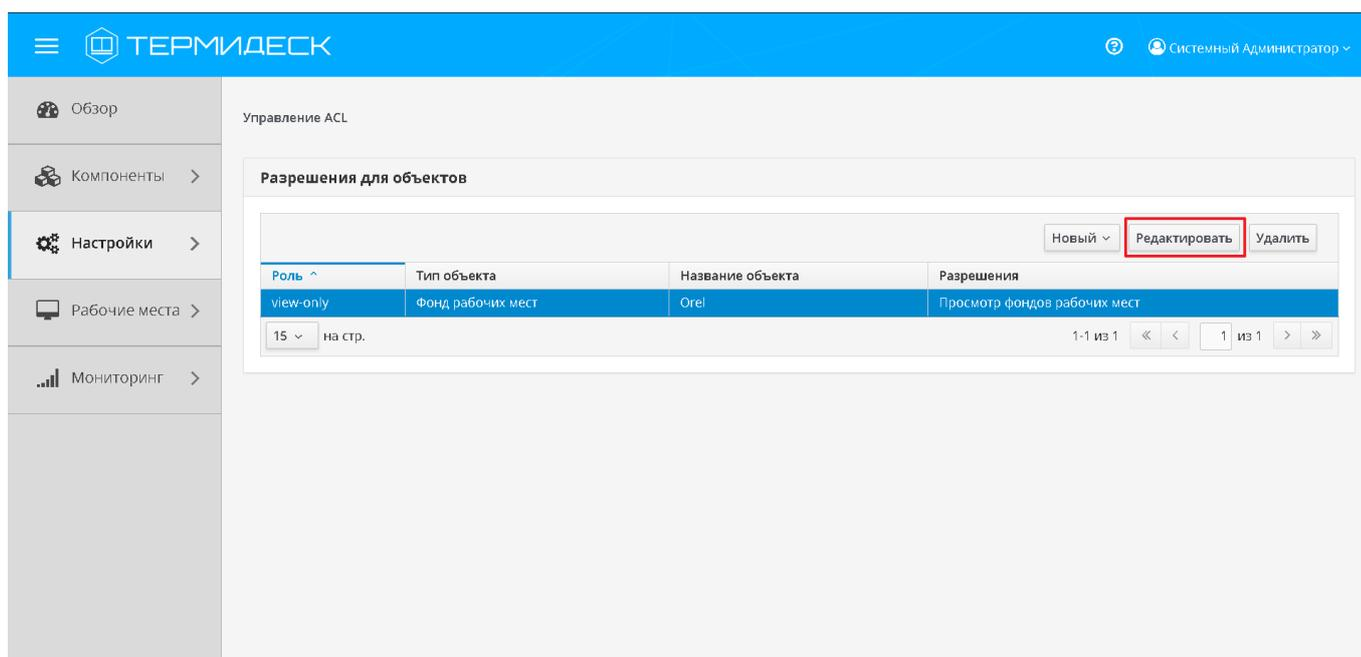 ТЕРМИДЕСК
Системный Администратор
Обзор
Компоненты
Настройки
Рабочие места
Мониторинг
Управление ACL
Разрешения для объектов
Новый Редактировать Удалить
Роль Тип объекта Название объекта Разрешения
view-only Фонд рабочих мест Orel Просмотр фондов рабочих мест
15 на стр. 1-1 из 1 « < 1 из 1 > »